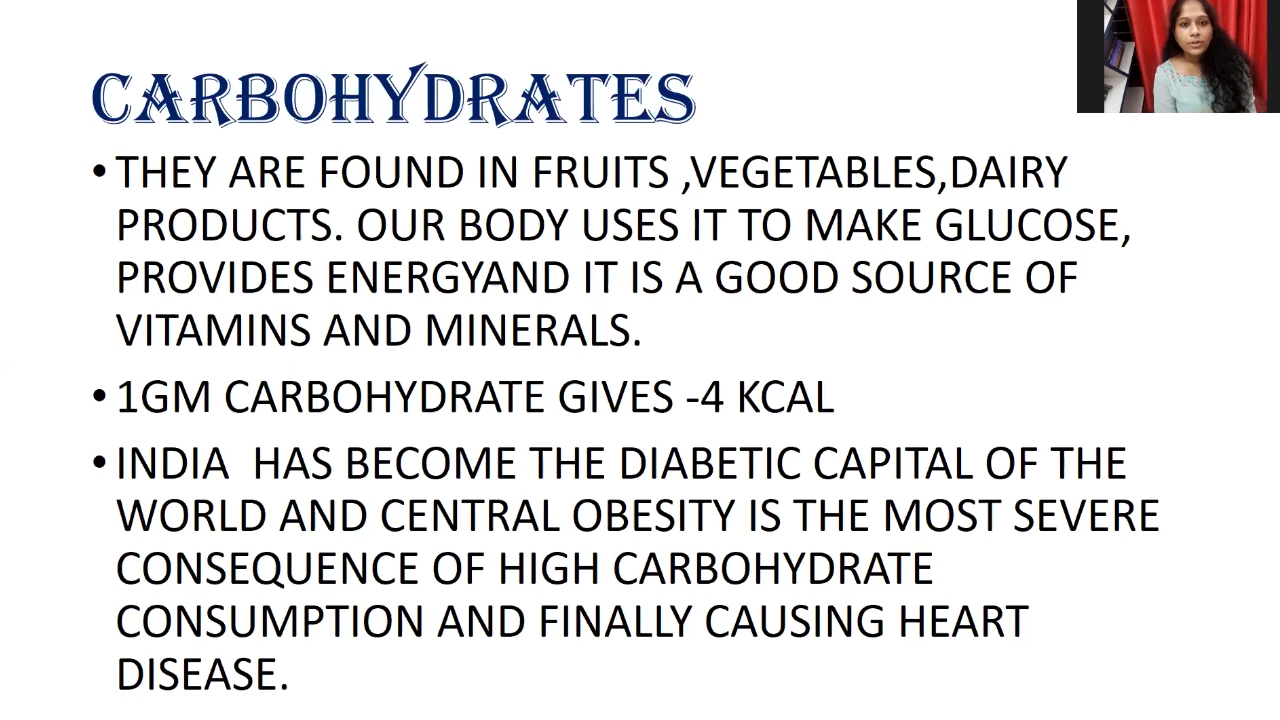 CARBOHYDRATES
• THEY ARE FOUND IN FRUITS ,VEGETABLES,DAIRY
PRODUCTS. OUR BODY USES IT TO MAKE GLUCOSE,
PROVIDES ENERGYAND IT IS A GOOD SOURCE OF
VITAMINS AND MINERALS.
• 1GM CARBOHYDRATE GIVES -4 KCAL
• INDIA  HAS BECOME THE DIABETIC CAPITAL OF THE
WORLD AND CENTRAL OBESITY IS THE MOST SEVERE
CONSEQUENCE OF HIGH CARBOHYDRATE
CONSUMPTION AND FINALLY CAUSING HEART
DISEASE.